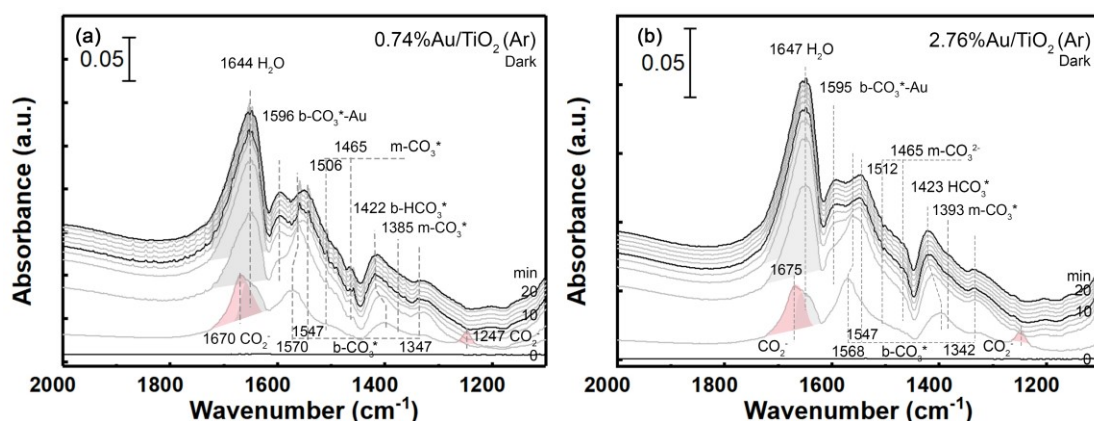 (a)
0.74%Au/TiO₂ (Ar)
Dark
0.05
1644 H₂O
1596 b-CO₃*-Au
1465 m-CO₃*
1506
1422 b-HCO₃*
1385 m-CO₃*
min
20
10
0
1670 CO₂⁻
1547
1570 b-CO₃* 1347
1247 CO₂⁻
2000 1800 1600 1400 1200
Wavenumber (cm⁻¹)
Absorbance (a.u.)
(b)
2.76%Au/TiO₂ (Ar)
Dark
0.05
1647 H₂O
1595 b-CO₃*-Au
1465 m-CO₃²⁻
1512
1423 HCO₃*
1393 m-CO₃*
min
20
10
0
1675
CO₂⁻
1547
1568 b-CO₃* 1342
CO₂⁻
2000 1800 1600 1400 1200
Wavenumber (cm⁻¹)
Absorbance (a.u.)